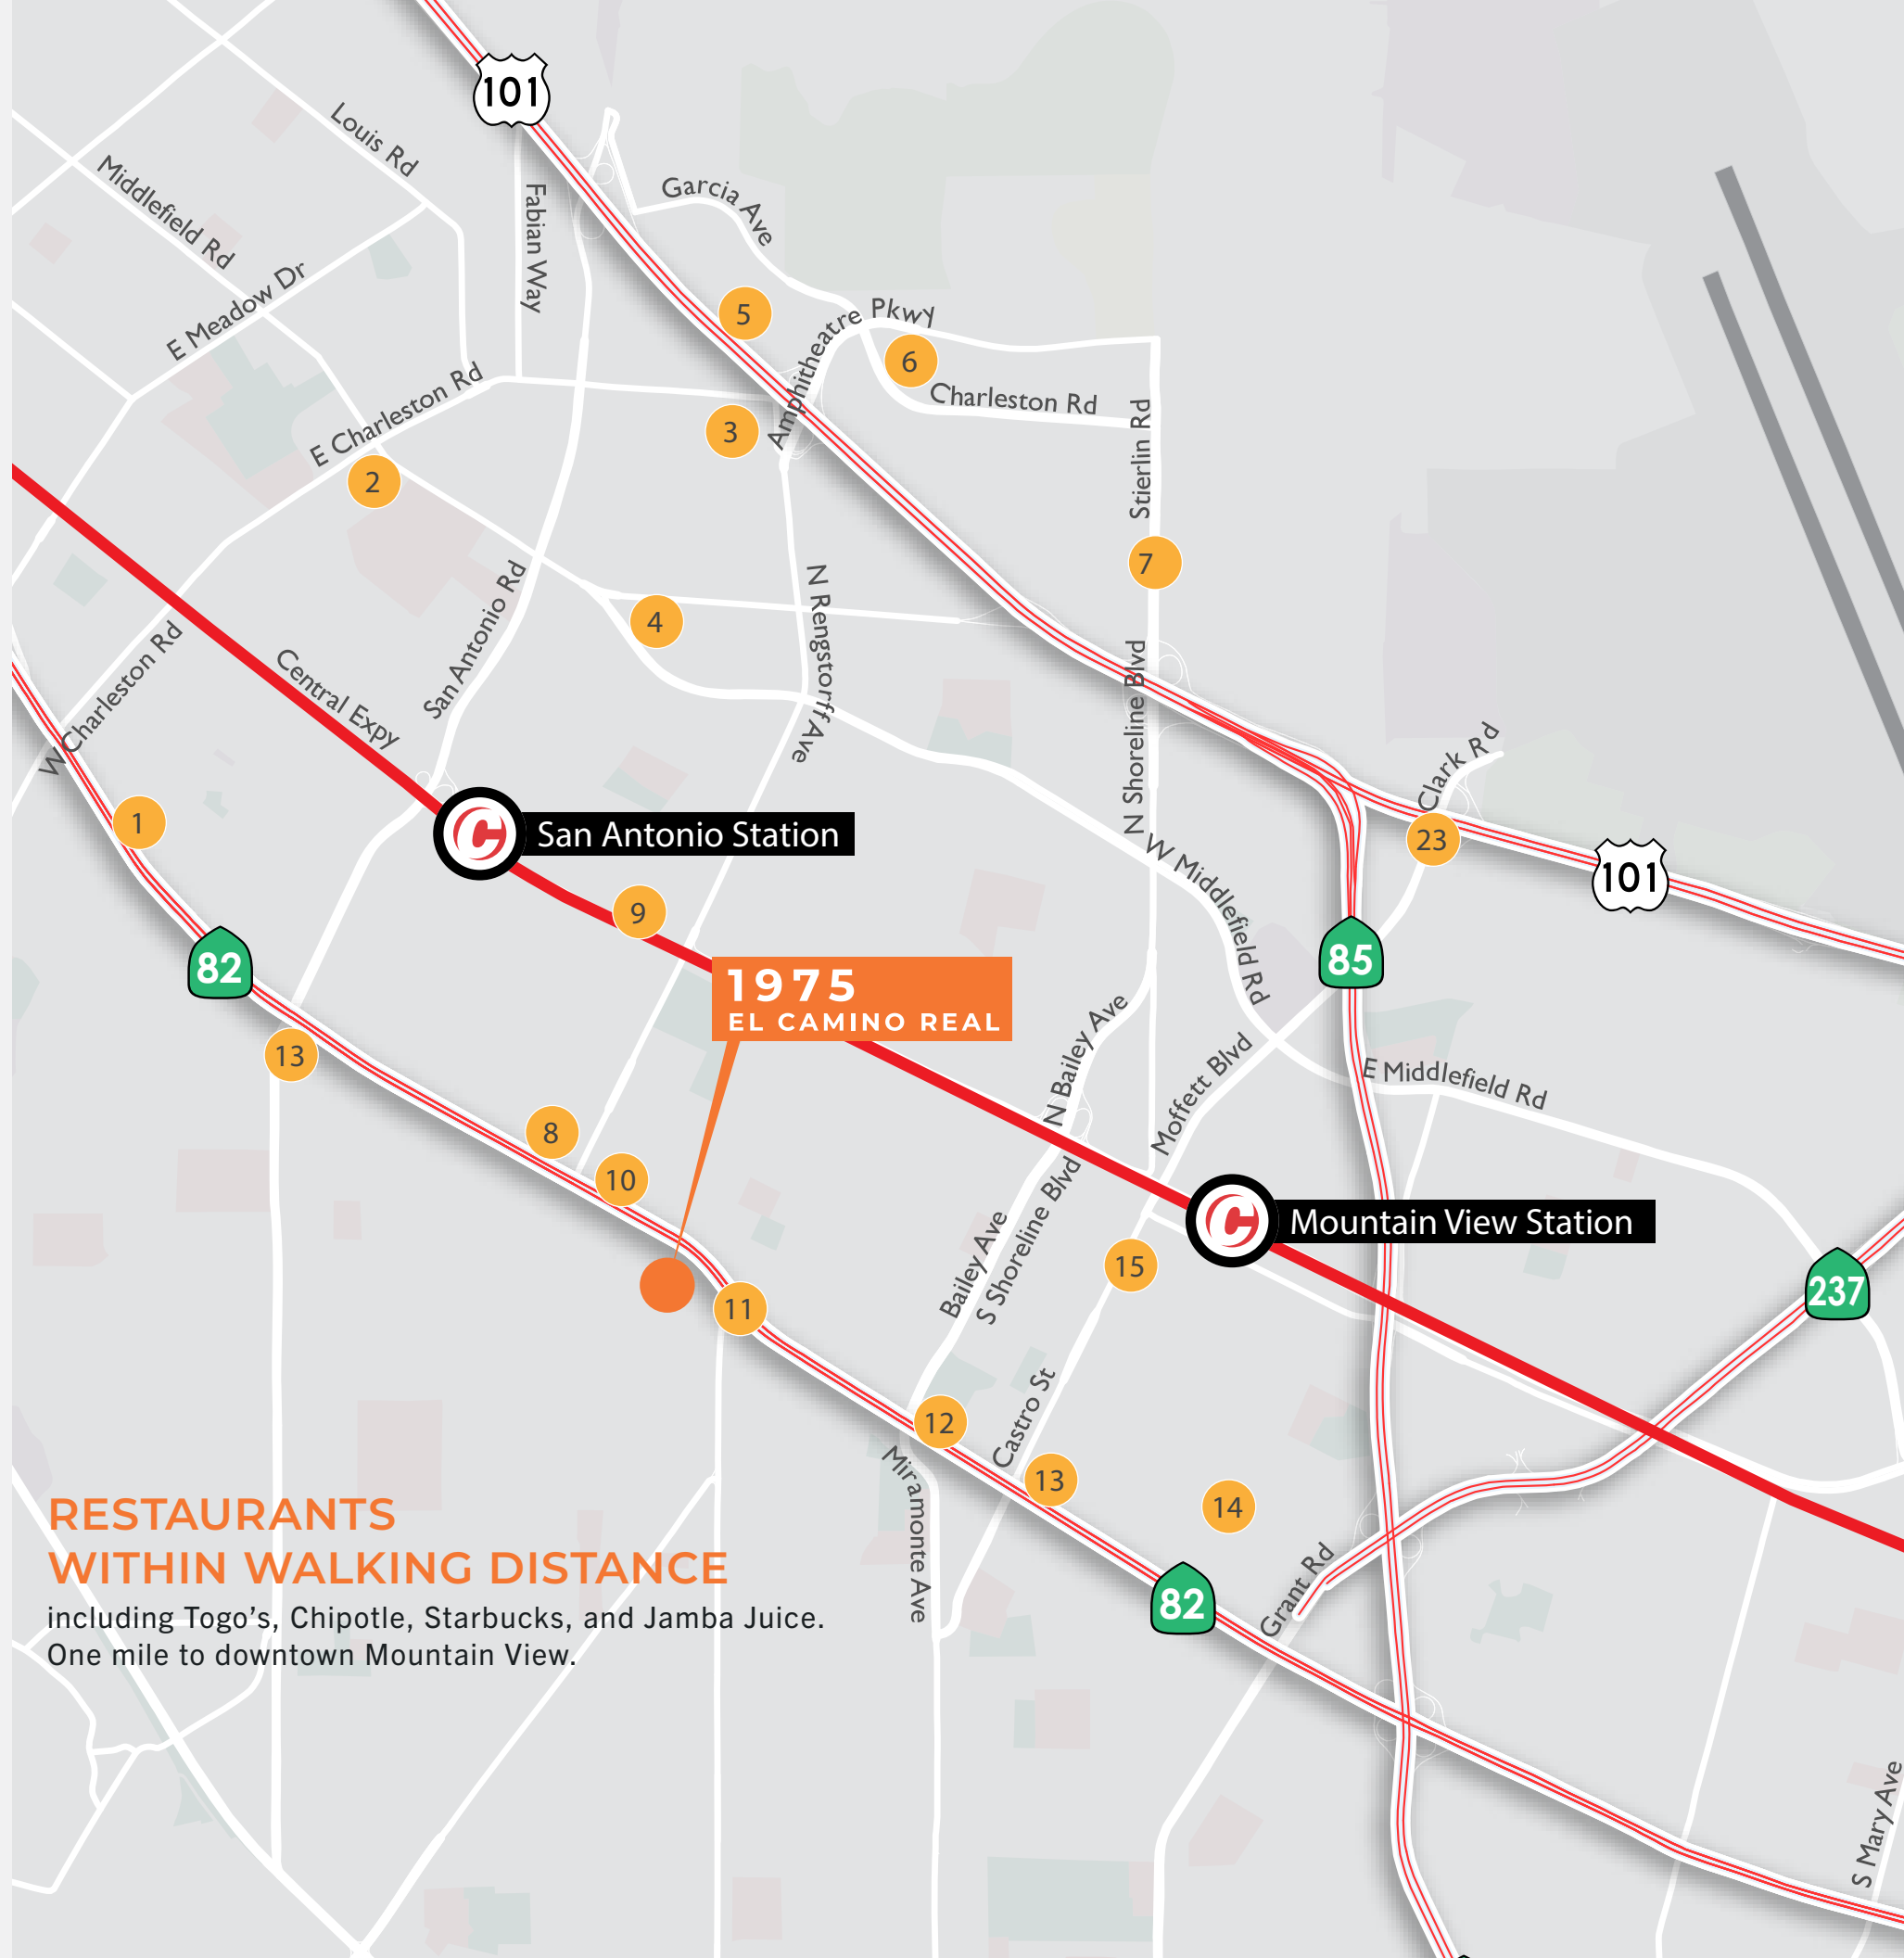 101
Louis Rd
Middlefield Rd
Fabian Way
Garcia Ave
E Meadow Dr
5
Amphitheatre Pkwy
6
E Charleston Rd
Charleston Rd
3
Stierlin Rd
2
7
N Rengstorff Ave
4
San Antonio Rd
W Charleston Rd
Central Expy
N Shoreline Blvd
Clark Rd
1
San Antonio Station
23
101
W Middlefield Rd
9
82
85
1975
EL CAMINO REAL
N Bailey Ave
13
Moffett Blvd
E Middlefield Rd
8
10
Mountain View Station
Bailey Ave
S Shoreline Blvd
15
237
11
Castro St
12
13
14
Miramonte Ave
RESTAURANTS
WITHIN WALKING DISTANCE
including Togo’s, Chipotle, Starbucks, and Jamba Juice.
One mile to downtown Mountain View.
82
Grant Rd
S Mary Ave